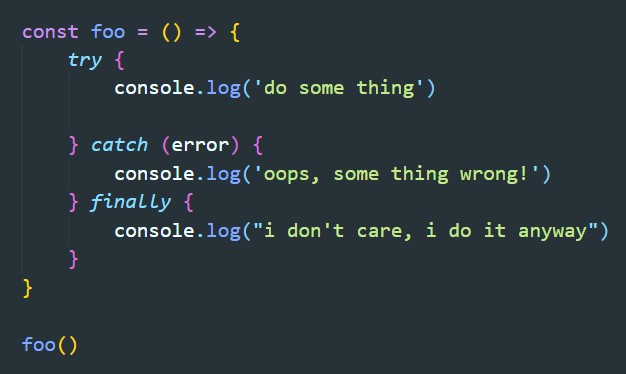 const foo = () => {
    try {
        console.log('do some thing')

    } catch (error) {
        console.log('oops, some thing wrong!')
    } finally {
        console.log("i don't care, i do it anyway")
    }
}

foo()